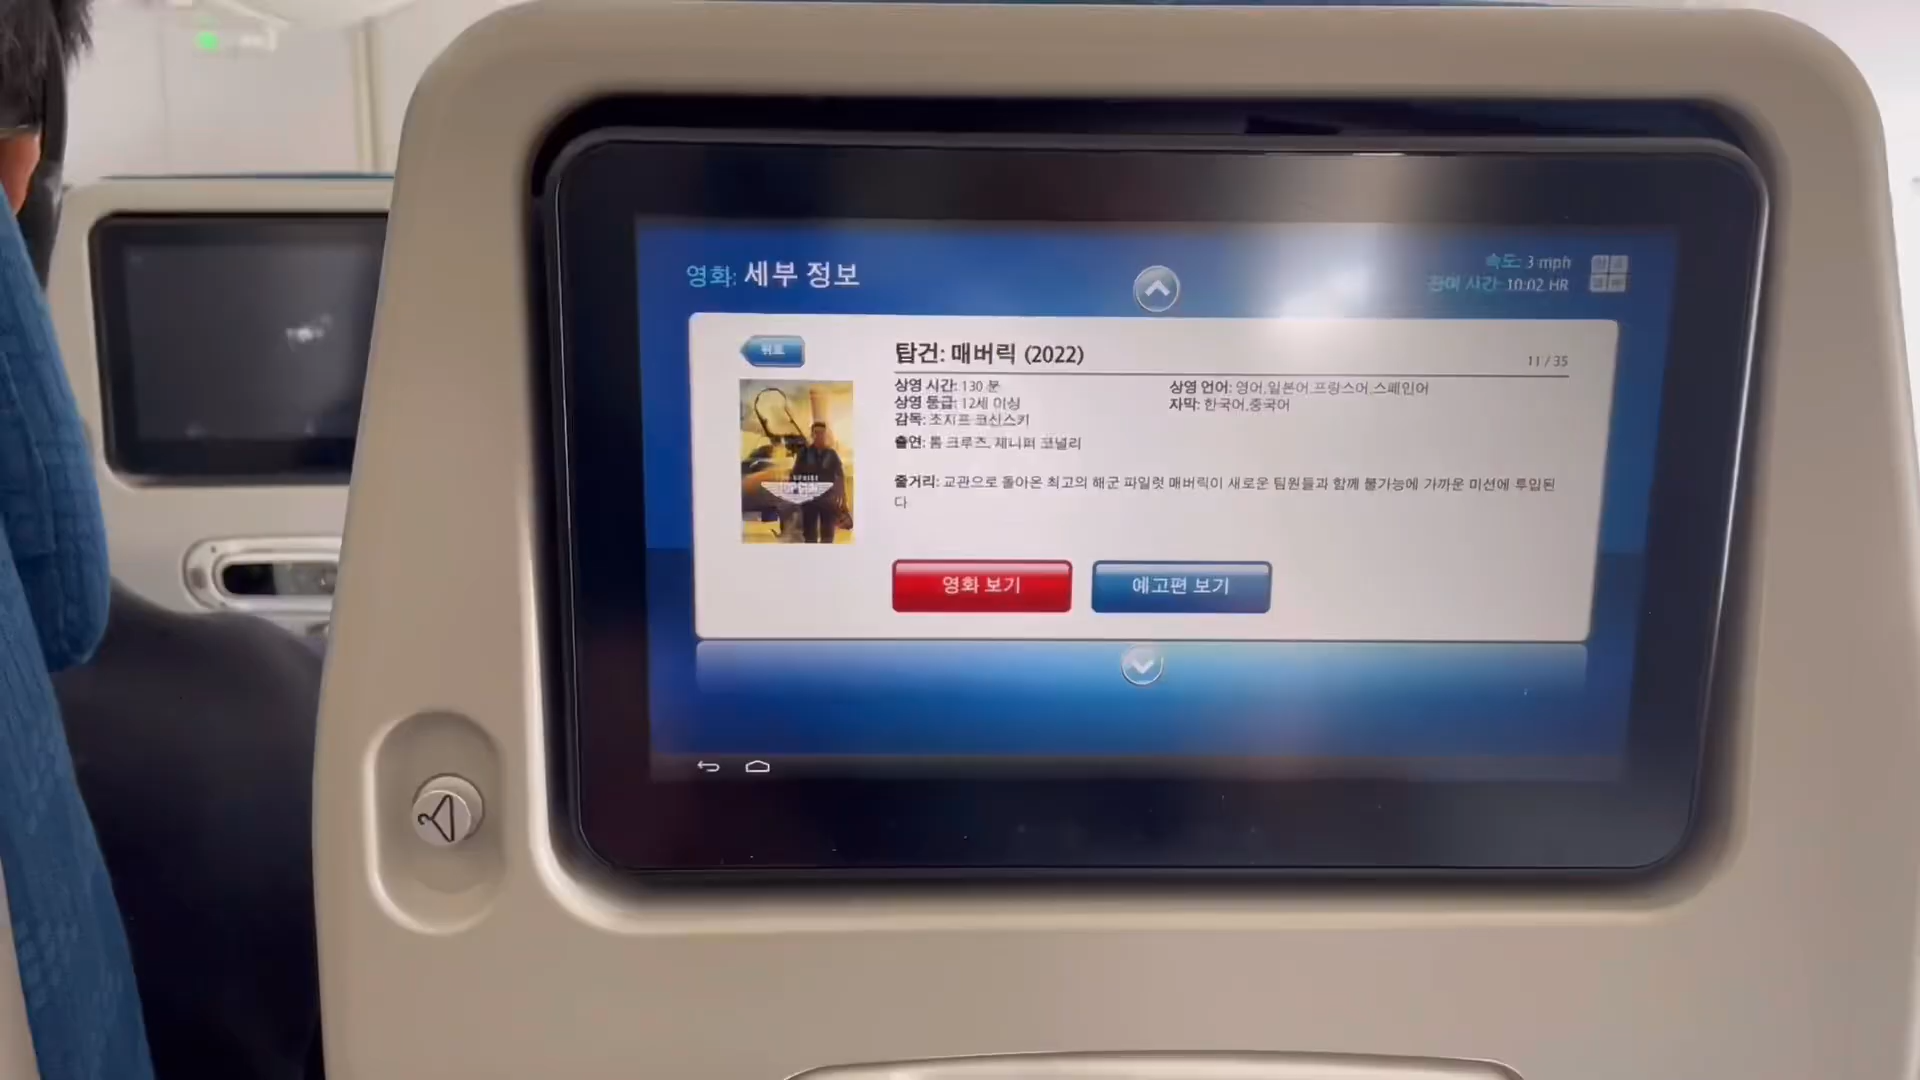 영화: 세부 정보
속도: 3 mph
잔여 시간: 10:02 HR
뒤로
탑건: 매버릭 (2022)
11 / 35
상영 시간: 130 분
상영 등급: 12세 이상
감독: 조지프 코신스키
출연: 톰 크루즈, 제니퍼 코널리
상영 언어: 영어,일본어,프랑스어,스페인어
자막: 한국어,중국어
줄거리: 교관으로 돌아온 최고의 해군 파일럿 매버릭이 새로운 팀원들과 함께 불가능에 가까운 미션에 투입된
다
TOP GUN
영화 보기
예고편 보기